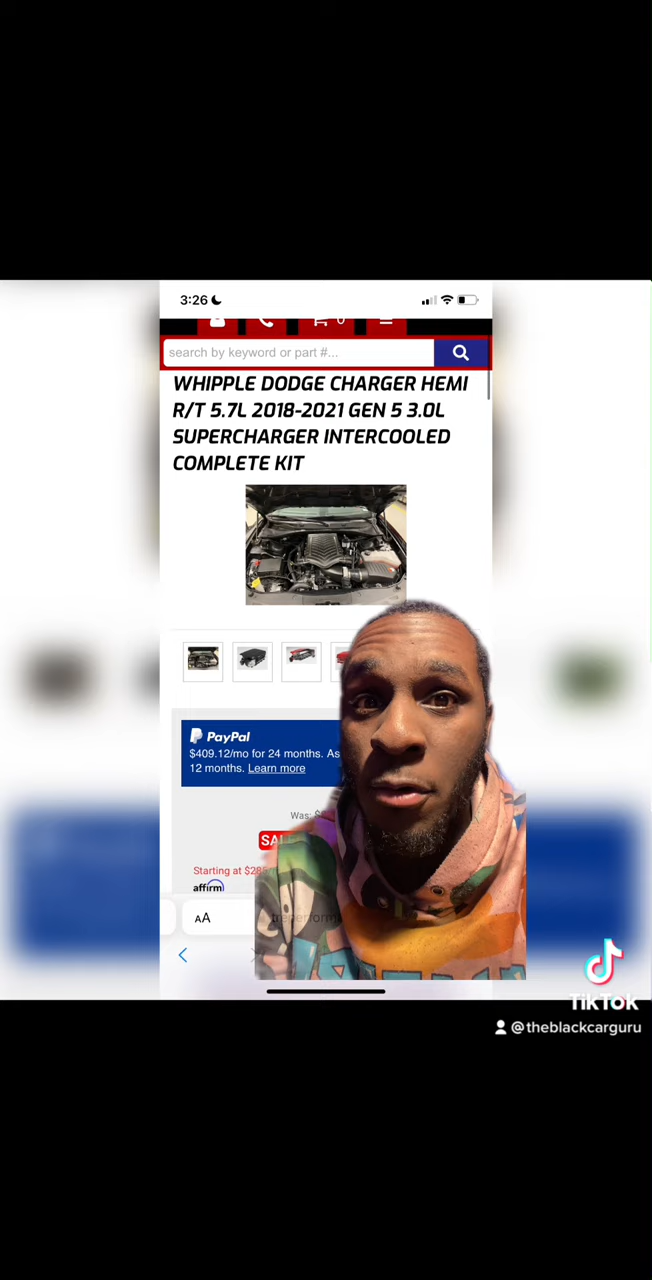 3:26
0
search by keyword or part #...
WHIPPLE DODGE CHARGER HEMI
R/T 5.7L 2018-2021 GEN 5 3.0L
SUPERCHARGER INTERCOOLED
COMPLETE KIT
PayPal
$409.12/mo for 24 months. As
12 months. Learn more
Was:
Starting at
affirm
AA
TikTok
@theblackcarguru